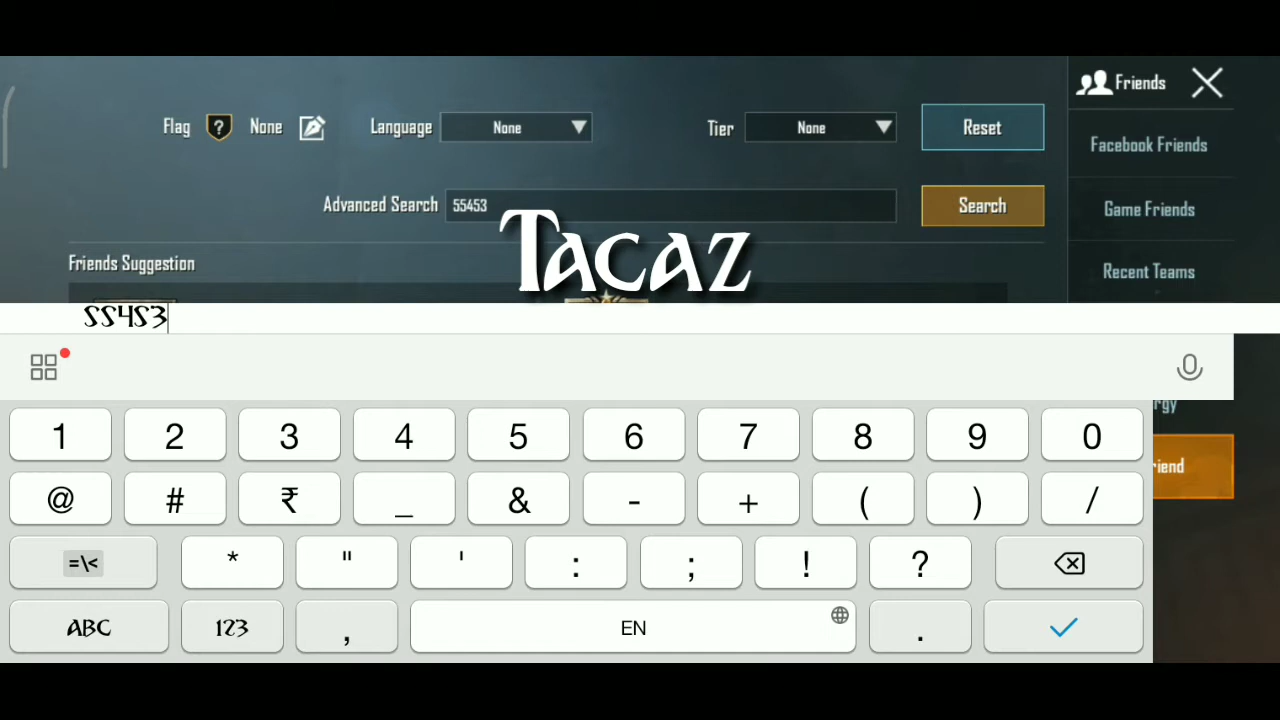 Flag ? None Language None Tier None Reset
Friends
Facebook Friends
Advanced Search 55453 Search
Game Friends
Tacaz
Friends Suggestion
Recent Teams
55453
1 2 3 4 5 6 7 8 9 0
@ # ₹ _ & - + ( ) /
=\< * " ' : ; ! ?
ABC 123 , EN .